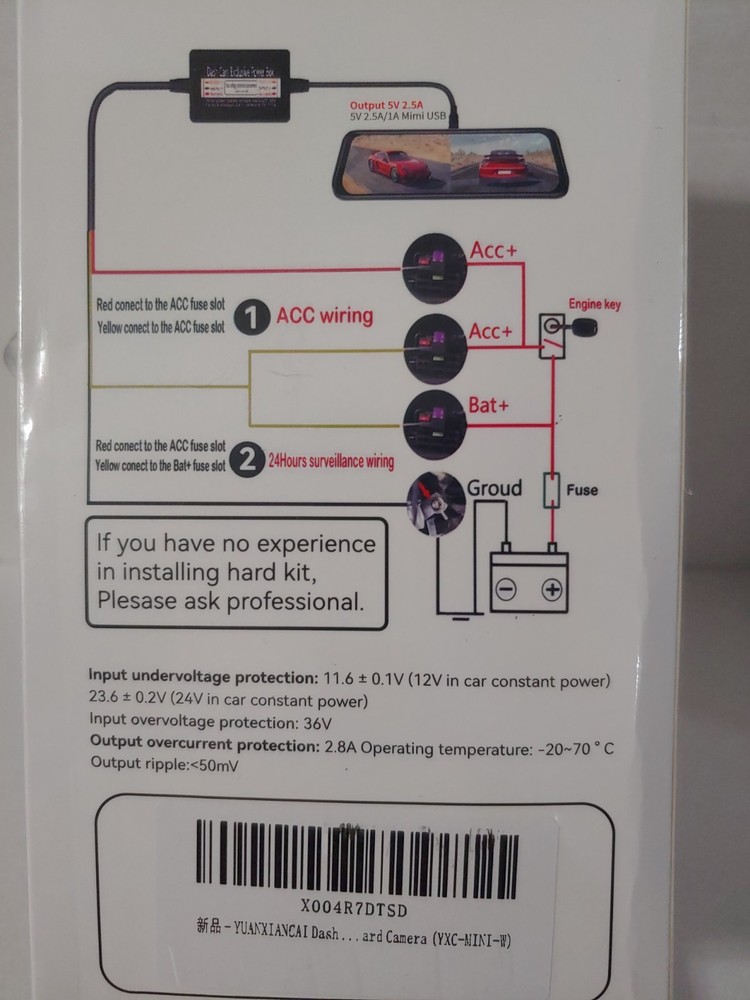 Dash Cam Exclusive Power Box
Output 5V 2.5A
5V 2.5A/1A Mimi USB
Acc+
Red conect to the ACC fuse slot
Yellow conect to the ACC fuse slot
1 ACC wiring
Engine key
Acc+
Bat+
Red conect to the ACC fuse slot
Yellow conect to the Bat+ fuse slot
2 24Hours surveillance wiring
Groud
Fuse
If you have no experience
in installing hard kit,
Plesase ask professional.
- +
Input undervoltage protection: 11.6 ± 0.1V (12V in car constant power)
23.6 ± 0.2V (24V in car constant power)
Input overvoltage protection: 36V
Output overcurrent protection: 2.8A Operating temperature: -20~70 °C
Output ripple:<50mV
X004R7DTSD
新品 - YUANXIANCAI Dash ... ard Camera (YXC-MINI-W)